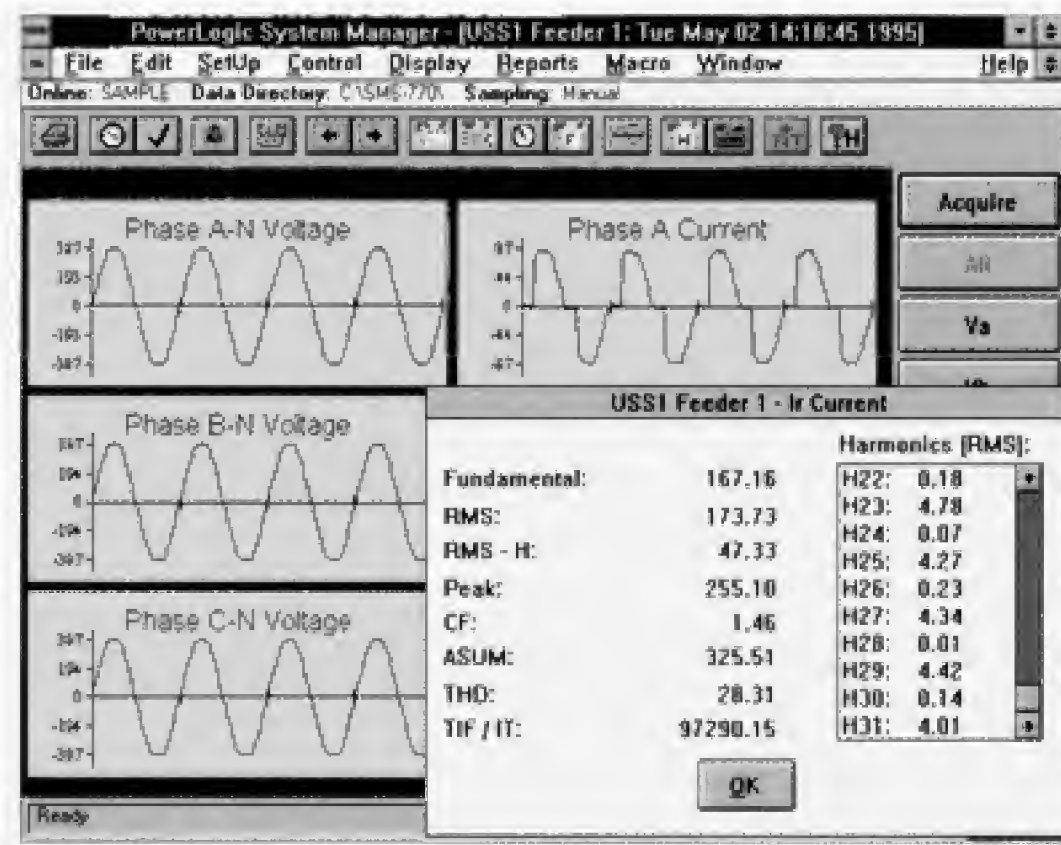 PowerLogic System Manager - [USS1 Feeder 1: Tue May 02 14:18:45 1995]
File Edit SetUp Control Display Reports Macro Window Help
Online: SAMPLE Data Directory: C:\SMS-770\ Sampling: Manual
Acquire
All
Va
Phase A-N Voltage
Phase A Current
0
0
Phase B-N Voltage
0
Phase C-N Voltage
0
USS1 Feeder 1 - Ir Current
Harmonics [RMS]:
Fundamental: 167.16
RMS: 173.73
RMS - H: 47.33
Peak: 255.10
CF: 1.46
ASUM: 325.51
THD: 28.31
TIF / IT: 97290.15
H22: 0.18
H23: 4.78
H24: 0.07
H25: 4.27
H26: 0.23
H27: 4.34
H28: 0.01
H29: 4.42
H30: 0.14
H31: 4.01
OK
Ready